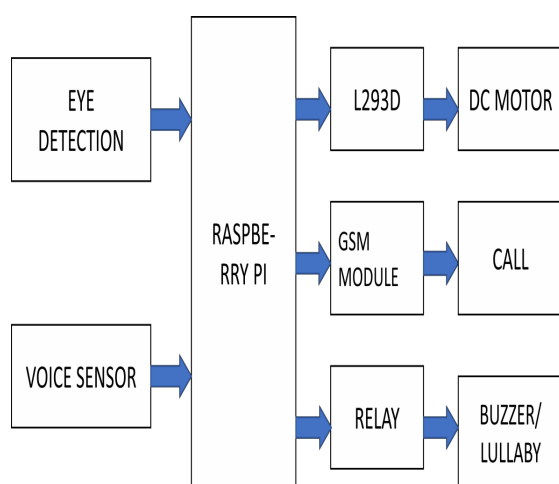 EYE
DETECTION
VOICE SENSOR
RASPBE-
RRY PI
L293D
DC MOTOR
GSM
MODULE
CALL
RELAY
BUZZER/
LULLABY